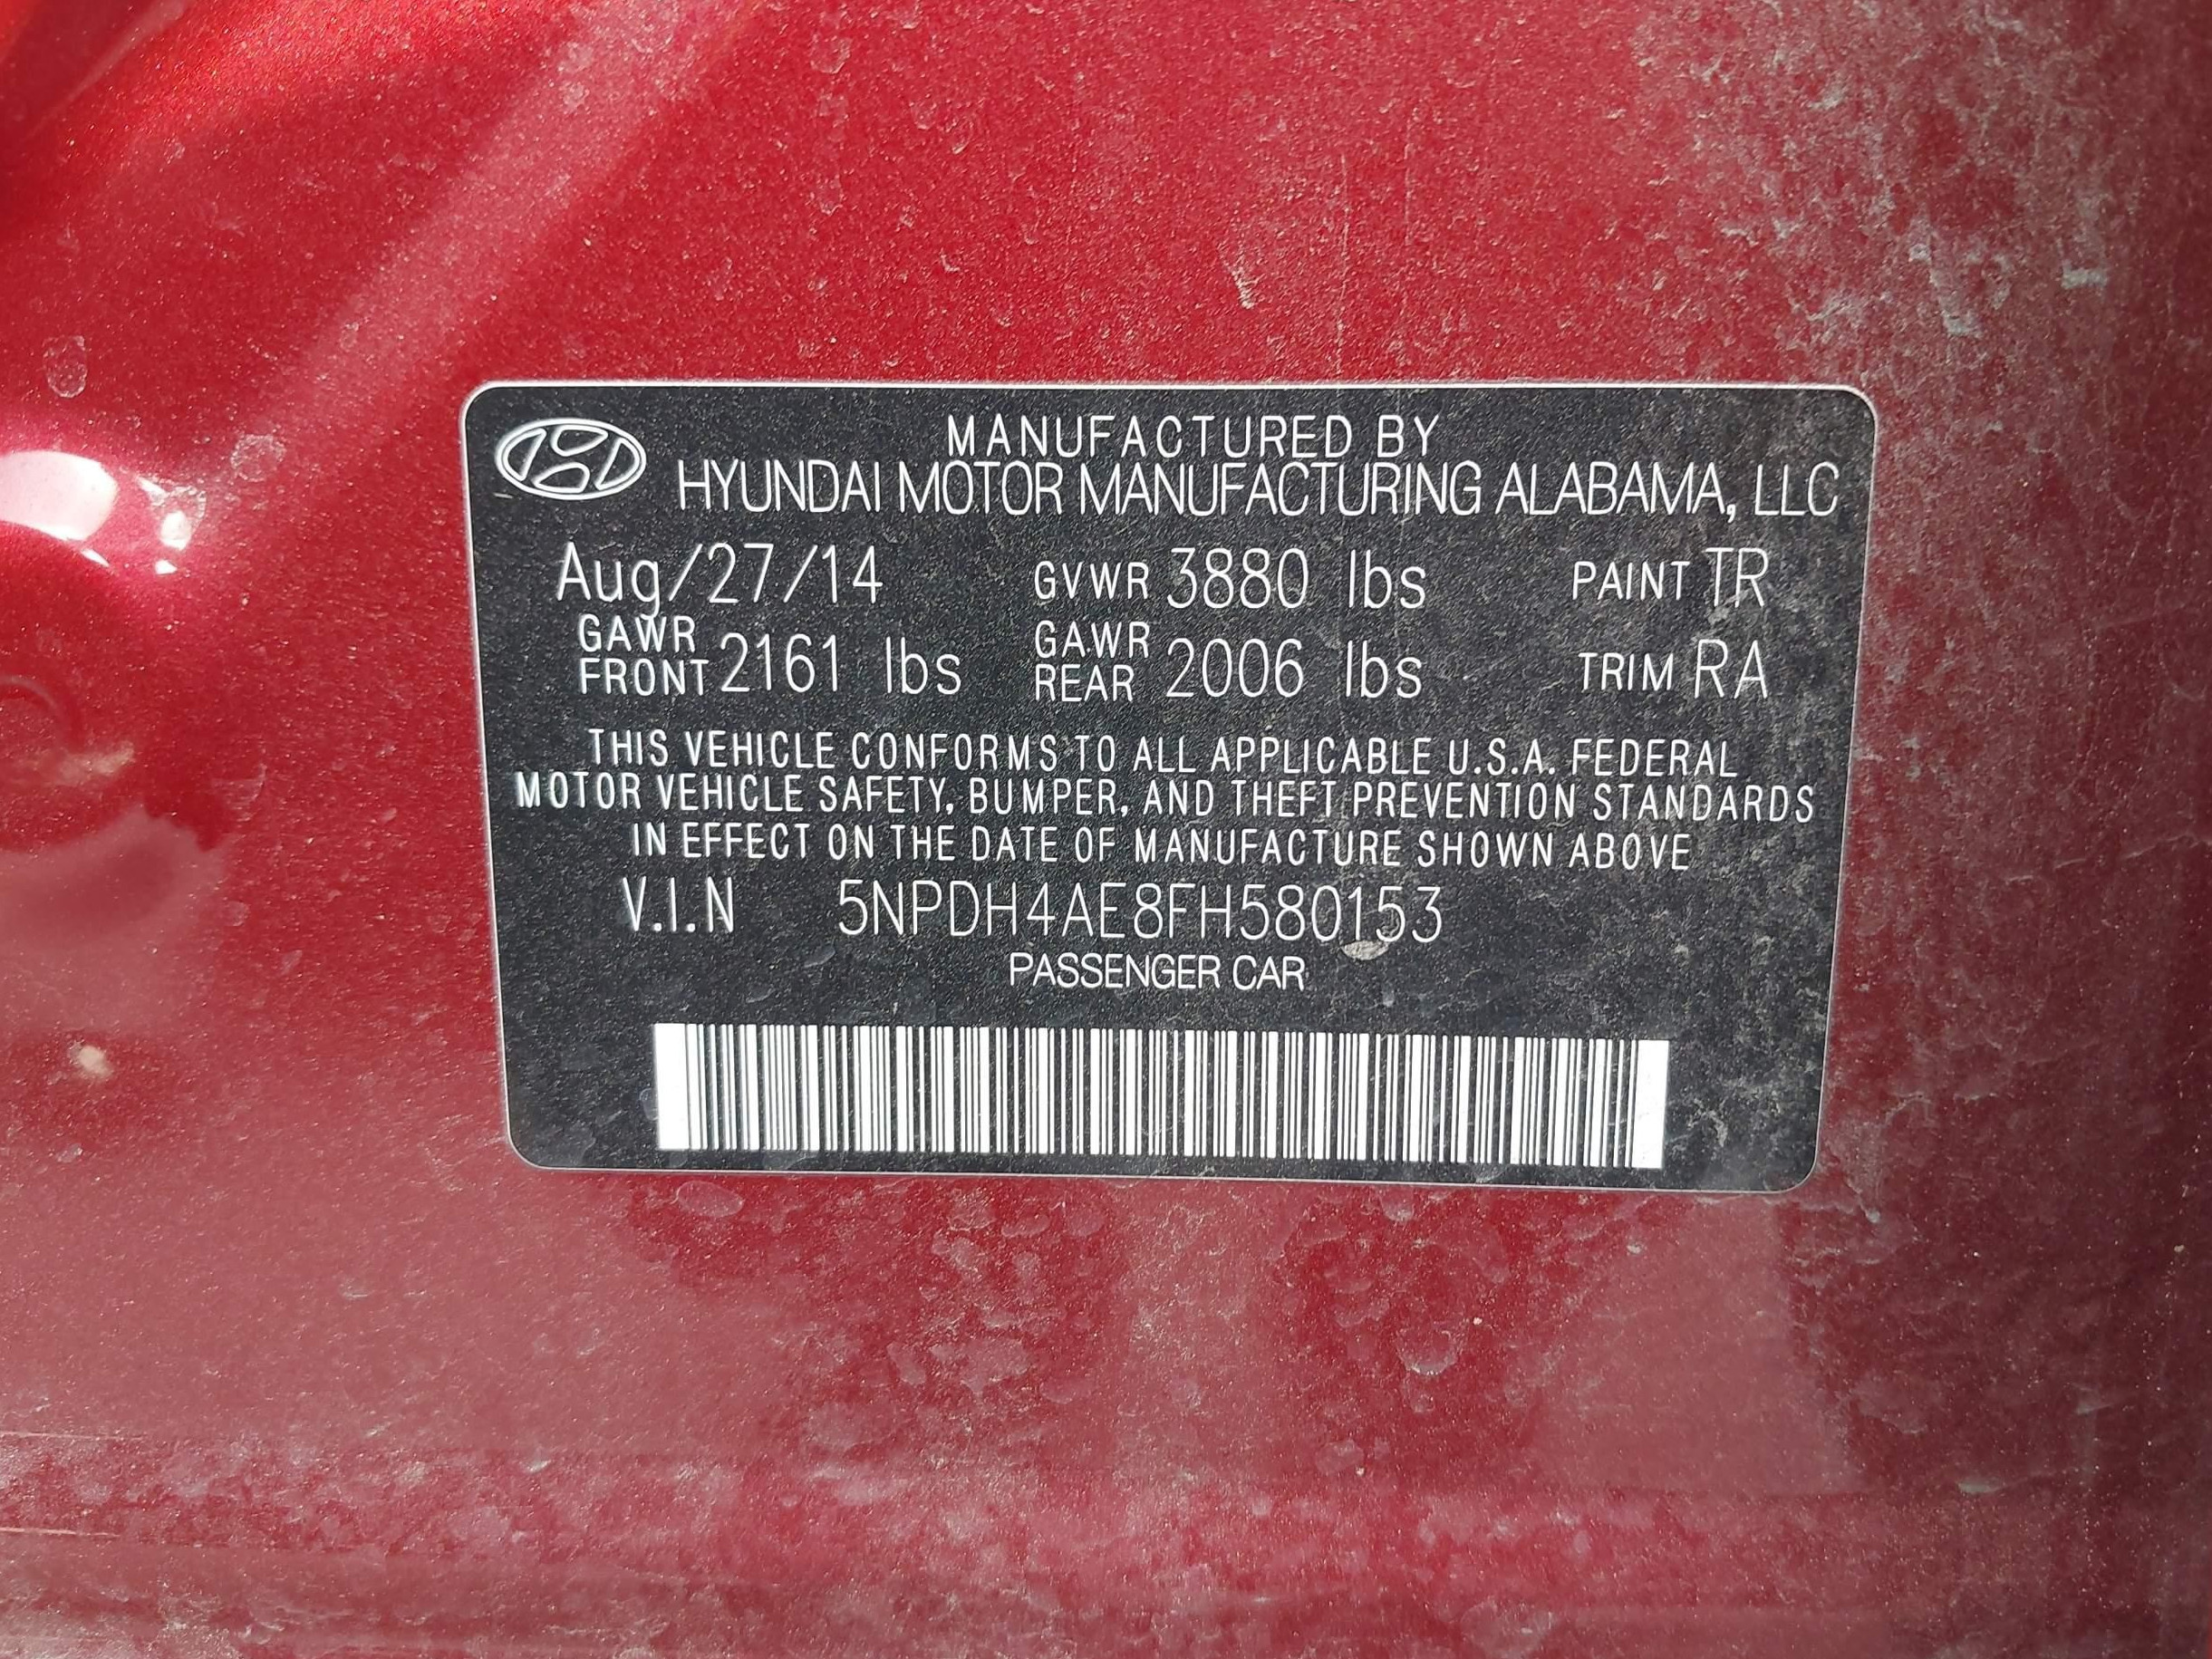 MANUFACTURED BY
HYUNDAI MOTOR MANUFACTURING ALABAMA, LLC
Aug/27/14 GVWR 3880 lbs PAINT TR
GAWR FRONT 2161 lbs GAWR REAR 2006 lbs TRIM RA
THIS VEHICLE CONFORMS TO ALL APPLICABLE U.S.A. FEDERAL
MOTOR VEHICLE SAFETY, BUMPER, AND THEFT PREVENTION STANDARDS
IN EFFECT ON THE DATE OF MANUFACTURE SHOWN ABOVE
V.I.N 5NPDH4AE8FH580153
PASSENGER CAR